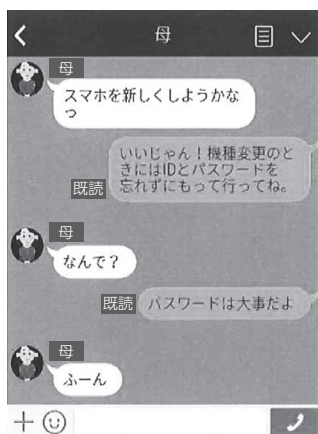 母
母
スマホを新しくしようかな
っ
いいじゃん！機種変更のと
きにはIDとパスワードを
忘れずにもって行ってね。
既読
母
なんで？
既読
パスワードは大事だよ
母
ふーん